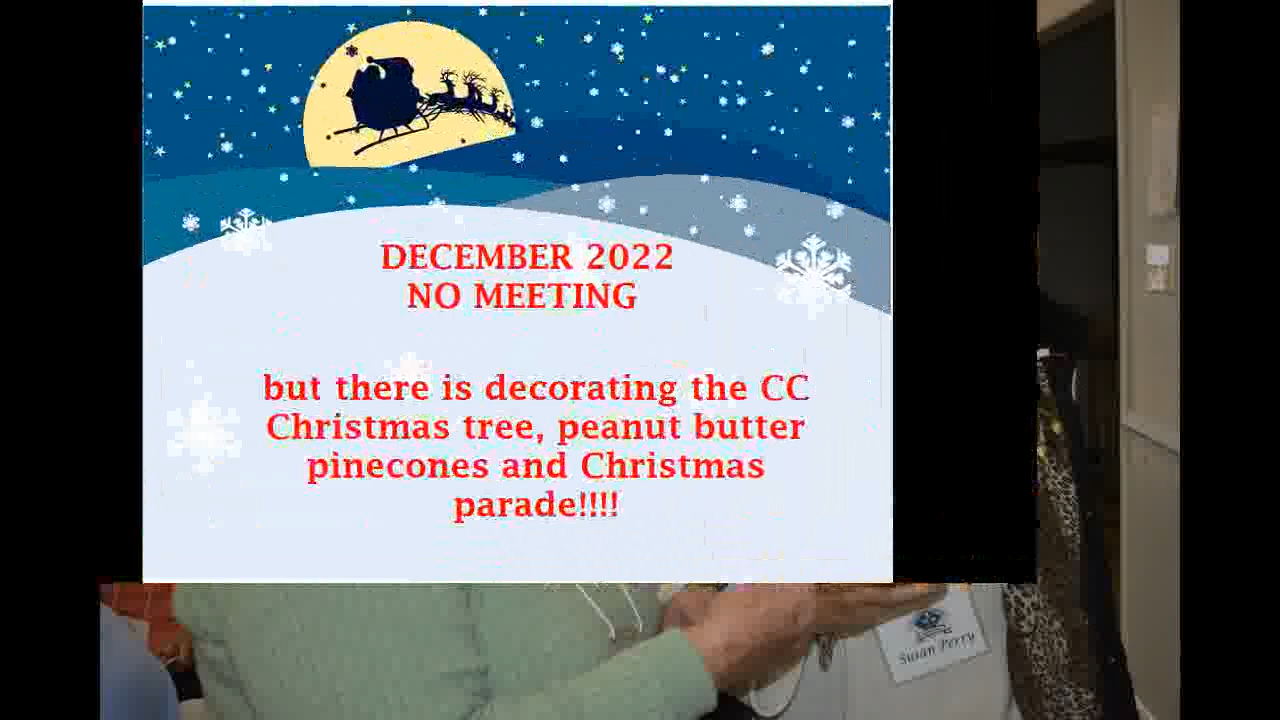 DECEMBER 2022
NO MEETING
but there is decorating the CC
Christmas tree, peanut butter
pinecones and Christmas
parade!!!!
Susan Perry